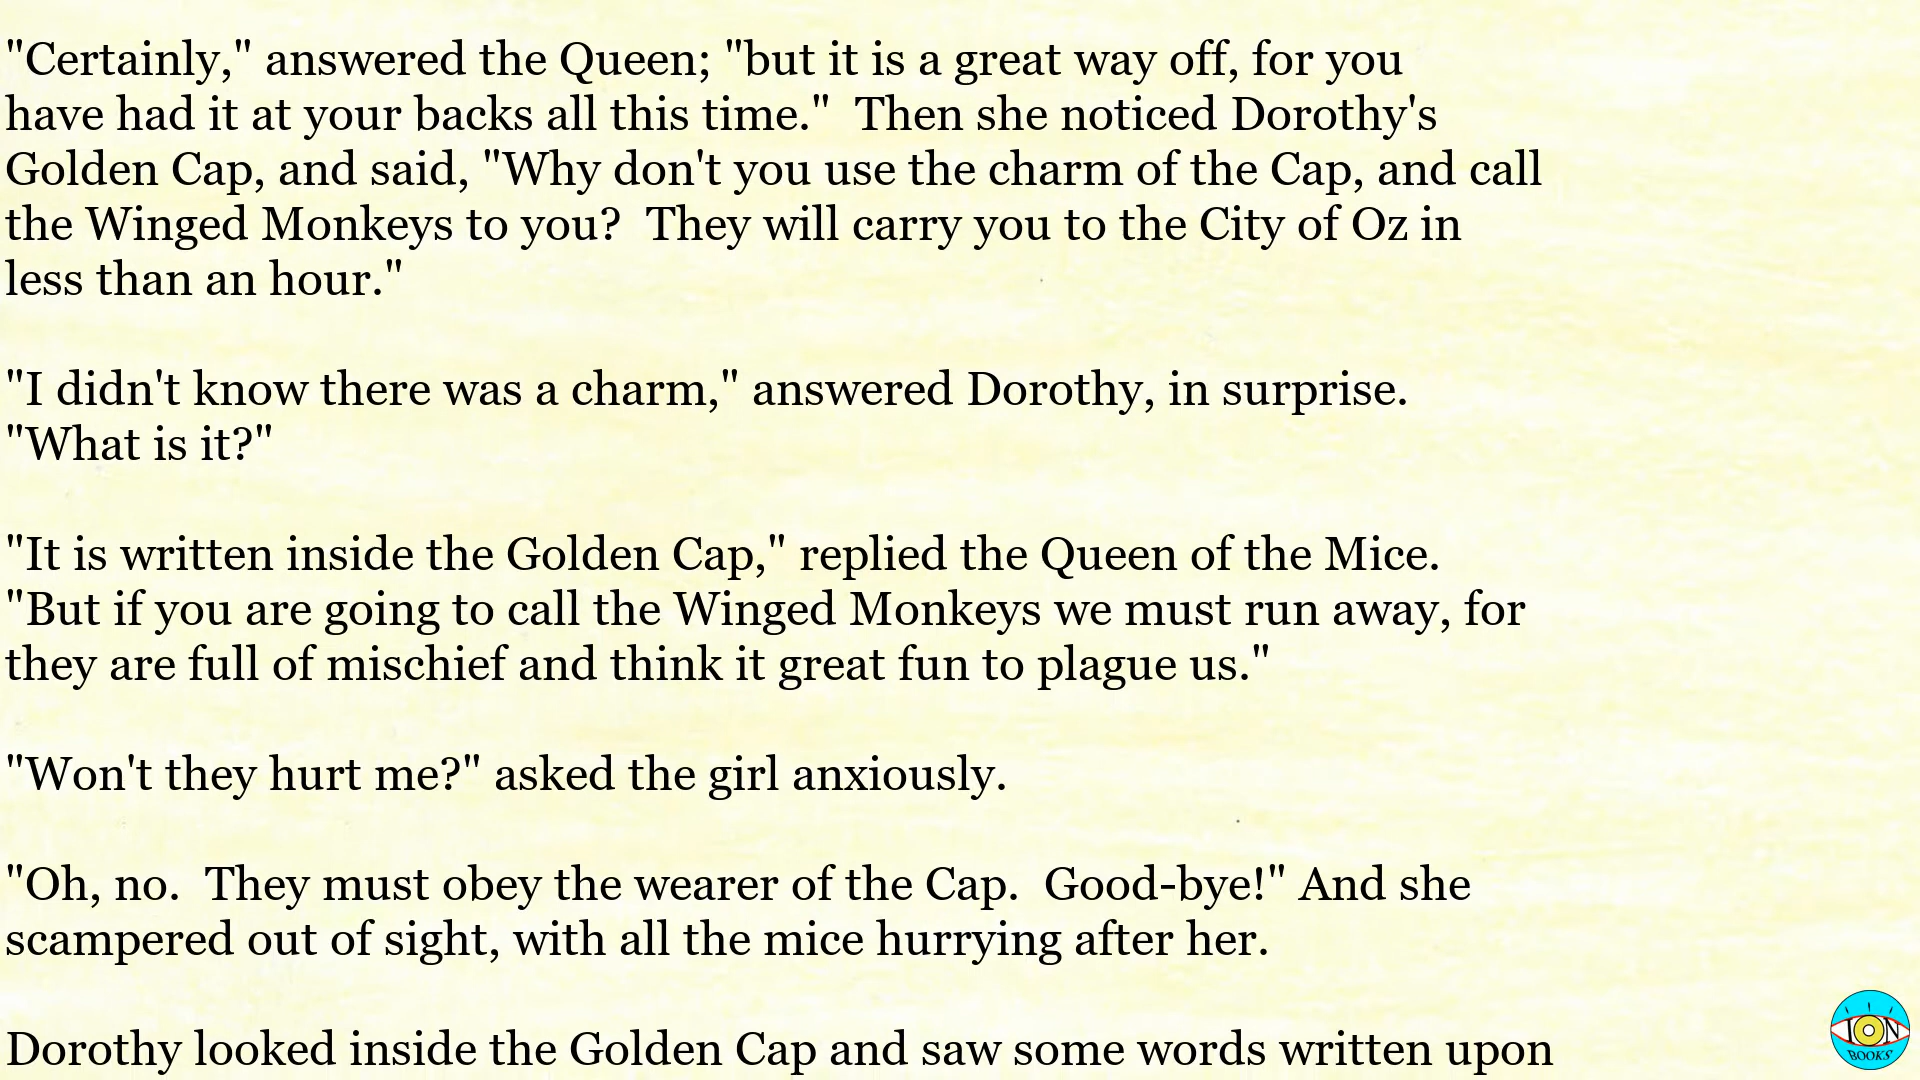 "Certainly," answered the Queen; "but it is a great way off, for you
have had it at your backs all this time."  Then she noticed Dorothy's
Golden Cap, and said, "Why don't you use the charm of the Cap, and call
the Winged Monkeys to you?  They will carry you to the City of Oz in
less than an hour."
"I didn't know there was a charm," answered Dorothy, in surprise.
"What is it?"
"It is written inside the Golden Cap," replied the Queen of the Mice.
"But if you are going to call the Winged Monkeys we must run away, for
they are full of mischief and think it great fun to plague us."
"Won't they hurt me?" asked the girl anxiously.
"Oh, no.  They must obey the wearer of the Cap.  Good-bye!" And she
scampered out of sight, with all the mice hurrying after her.
Dorothy looked inside the Golden Cap and saw some words written upon
ION
BOOKS